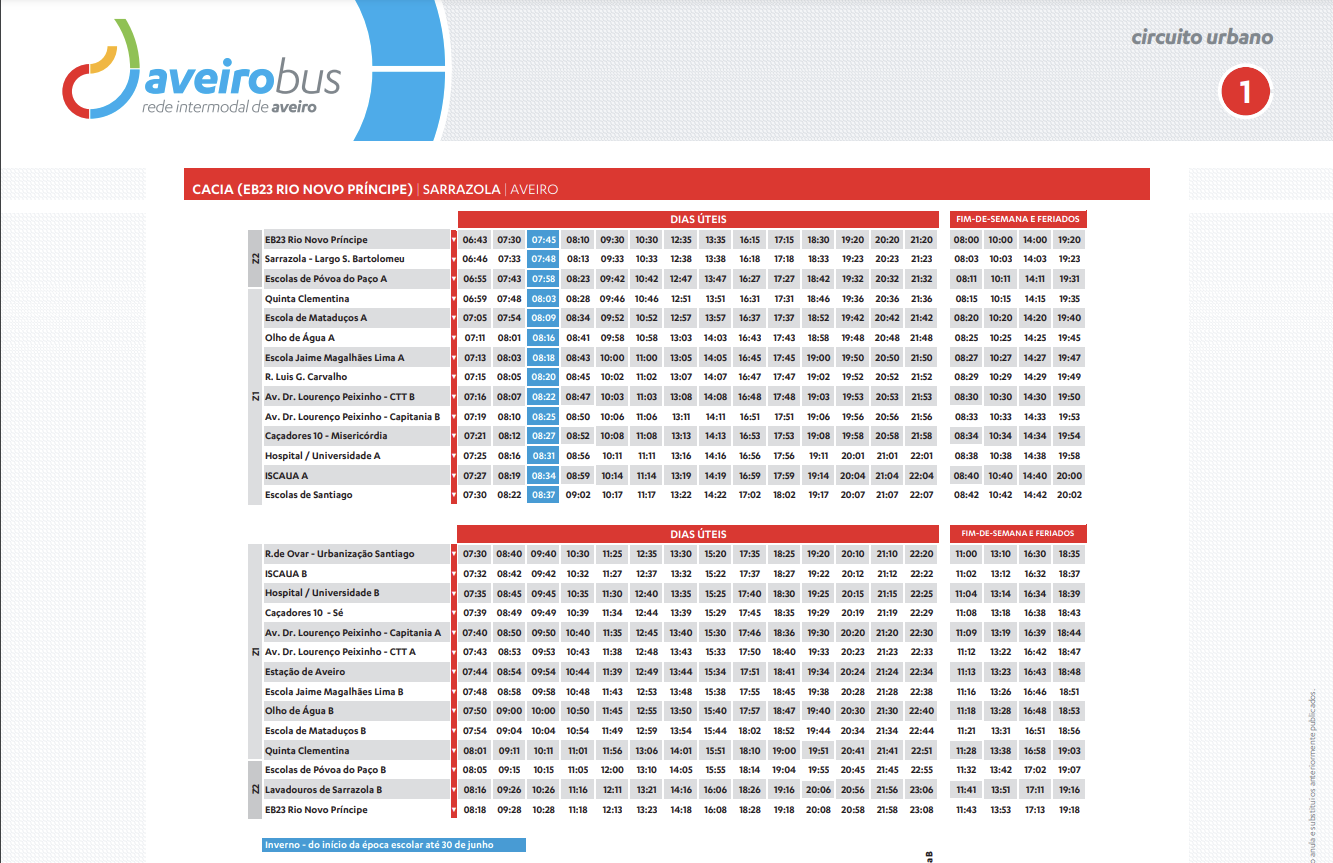 circuito urbano
aveirobus
rede intermodal de aveiro
1
CACIA (EB23 RIO NOVO PRÍNCIPE) | SARRAZOLA | AVEIRO
DIAS ÚTEIS FIM-DE-SEMANA E FERIADOS
Z2
EB23 Rio Novo Príncipe 06:43 07:30 07:45 08:10 09:30 10:30 12:35 13:35 16:15 17:15 18:30 19:20 20:20 21:20 08:00 10:00 14:00 19:20
Sarrazola - Largo S. Bartolomeu 06:46 07:33 07:48 08:13 09:33 10:33 12:38 13:38 16:18 17:18 18:33 19:23 20:23 21:23 08:03 10:03 14:03 19:23
Escolas de Póvoa do Paço A 06:55 07:43 07:58 08:23 09:42 10:42 12:47 13:47 16:27 17:27 18:42 19:32 20:32 21:32 08:11 10:11 14:11 19:31
Z1
Quinta Clementina 06:59 07:48 08:03 08:28 09:46 10:46 12:51 13:51 16:31 17:31 18:46 19:36 20:36 21:36 08:15 10:15 14:15 19:35
Escola de Mataduços A 07:05 07:54 08:09 08:34 09:52 10:52 12:57 13:57 16:37 17:37 18:52 19:42 20:42 21:42 08:20 10:20 14:20 19:40
Olho de Água A 07:11 08:01 08:16 08:41 09:58 10:58 13:03 14:03 16:43 17:43 18:58 19:48 20:48 21:48 08:25 10:25 14:25 19:45
Escola Jaime Magalhães Lima A 07:13 08:03 08:18 08:43 10:00 11:00 13:05 14:05 16:45 17:45 19:00 19:50 20:50 21:50 08:27 10:27 14:27 19:47
R. Luis G. Carvalho 07:15 08:05 08:20 08:45 10:02 11:02 13:07 14:07 16:47 17:47 19:02 19:52 20:52 21:52 08:29 10:29 14:29 19:49
Av. Dr. Lourenço Peixinho - CTT B 07:16 08:07 08:22 08:47 10:03 11:03 13:08 14:08 16:48 17:48 19:03 19:53 20:53 21:53 08:30 10:30 14:30 19:50
Av. Dr. Lourenço Peixinho - Capitania B 07:19 08:10 08:25 08:50 10:06 11:06 13:11 14:11 16:51 17:51 19:06 19:56 20:56 21:56 08:33 10:33 14:33 19:53
Caçadores 10 - Misericórdia 07:21 08:12 08:27 08:52 10:08 11:08 13:13 14:13 16:53 17:53 19:08 19:58 20:58 21:58 08:34 10:34 14:34 19:54
Hospital / Universidade A 07:25 08:16 08:31 08:56 10:11 11:11 13:16 14:16 16:56 17:56 19:11 20:01 21:01 22:01 08:38 10:38 14:38 19:58
ISCAUA A 07:27 08:19 08:34 08:59 10:14 11:14 13:19 14:19 16:59 17:59 19:14 20:04 21:04 22:04 08:40 10:40 14:40 20:00
Escolas de Santiago 07:30 08:22 08:37 09:02 10:17 11:17 13:22 14:22 17:02 18:02 19:17 20:07 21:07 22:07 08:42 10:42 14:42 20:02
DIAS ÚTEIS FIM-DE-SEMANA E FERIADOS
Z1
R.de Ovar - Urbanização Santiago 07:30 08:40 09:40 10:30 11:25 12:35 13:30 15:20 17:35 18:25 19:20 20:10 21:10 22:20 11:00 13:10 16:30 18:35
ISCAUA B 07:32 08:42 09:42 10:32 11:27 12:37 13:32 15:22 17:37 18:27 19:22 20:12 21:12 22:22 11:02 13:12 16:32 18:37
Hospital / Universidade B 07:35 08:45 09:45 10:35 11:30 12:40 13:35 15:25 17:40 18:30 19:25 20:15 21:15 22:25 11:04 13:14 16:34 18:39
Caçadores 10 - Sé 07:39 08:49 09:49 10:39 11:34 12:44 13:39 15:29 17:45 18:35 19:29 20:19 21:19 22:29 11:08 13:18 16:38 18:43
Av. Dr. Lourenço Peixinho - Capitania A 07:40 08:50 09:50 10:40 11:35 12:45 13:40 15:30 17:46 18:36 19:30 20:20 21:20 22:30 11:09 13:19 16:39 18:44
Av. Dr. Lourenço Peixinho - CTT A 07:43 08:53 09:53 10:43 11:38 12:48 13:43 15:33 17:50 18:40 19:33 20:23 21:23 22:33 11:12 13:22 16:42 18:47
Estação de Aveiro 07:44 08:54 09:54 10:44 11:39 12:49 13:44 15:34 17:51 18:41 19:34 20:24 21:24 22:34 11:13 13:23 16:43 18:48
Escola Jaime Magalhães Lima B 07:48 08:58 09:58 10:48 11:43 12:53 13:48 15:38 17:55 18:45 19:38 20:28 21:28 22:38 11:16 13:26 16:46 18:51
Olho de Água B 07:50 09:00 10:00 10:50 11:45 12:55 13:50 15:40 17:57 18:47 19:40 20:30 21:30 22:40 11:18 13:28 16:48 18:53
Escola de Mataduços B 07:54 09:04 10:04 10:54 11:49 12:59 13:54 15:44 18:02 18:52 19:44 20:34 21:34 22:44 11:21 13:31 16:51 18:56
Quinta Clementina 08:01 09:11 10:11 11:01 11:56 13:06 14:01 15:51 18:10 19:00 19:51 20:41 21:41 22:51 11:28 13:38 16:58 19:03
Z2
Escolas de Póvoa do Paço B 08:05 09:15 10:15 11:05 12:00 13:10 14:05 15:55 18:14 19:04 19:55 20:45 21:45 22:55 11:32 13:42 17:02 19:07
Lavadouros de Sarrazola B 08:16 09:26 10:26 11:16 12:11 13:21 14:16 16:06 18:26 19:16 20:06 20:56 21:56 23:06 11:41 13:51 17:11 19:16
EB23 Rio Novo Príncipe 08:18 09:28 10:28 11:18 12:13 13:23 14:18 16:08 18:28 19:18 20:08 20:58 21:58 23:08 11:43 13:53 17:13 19:18
Inverno - do início da época escolar até 30 de junho
a B
o anula e substitui os anteriormente publicados.